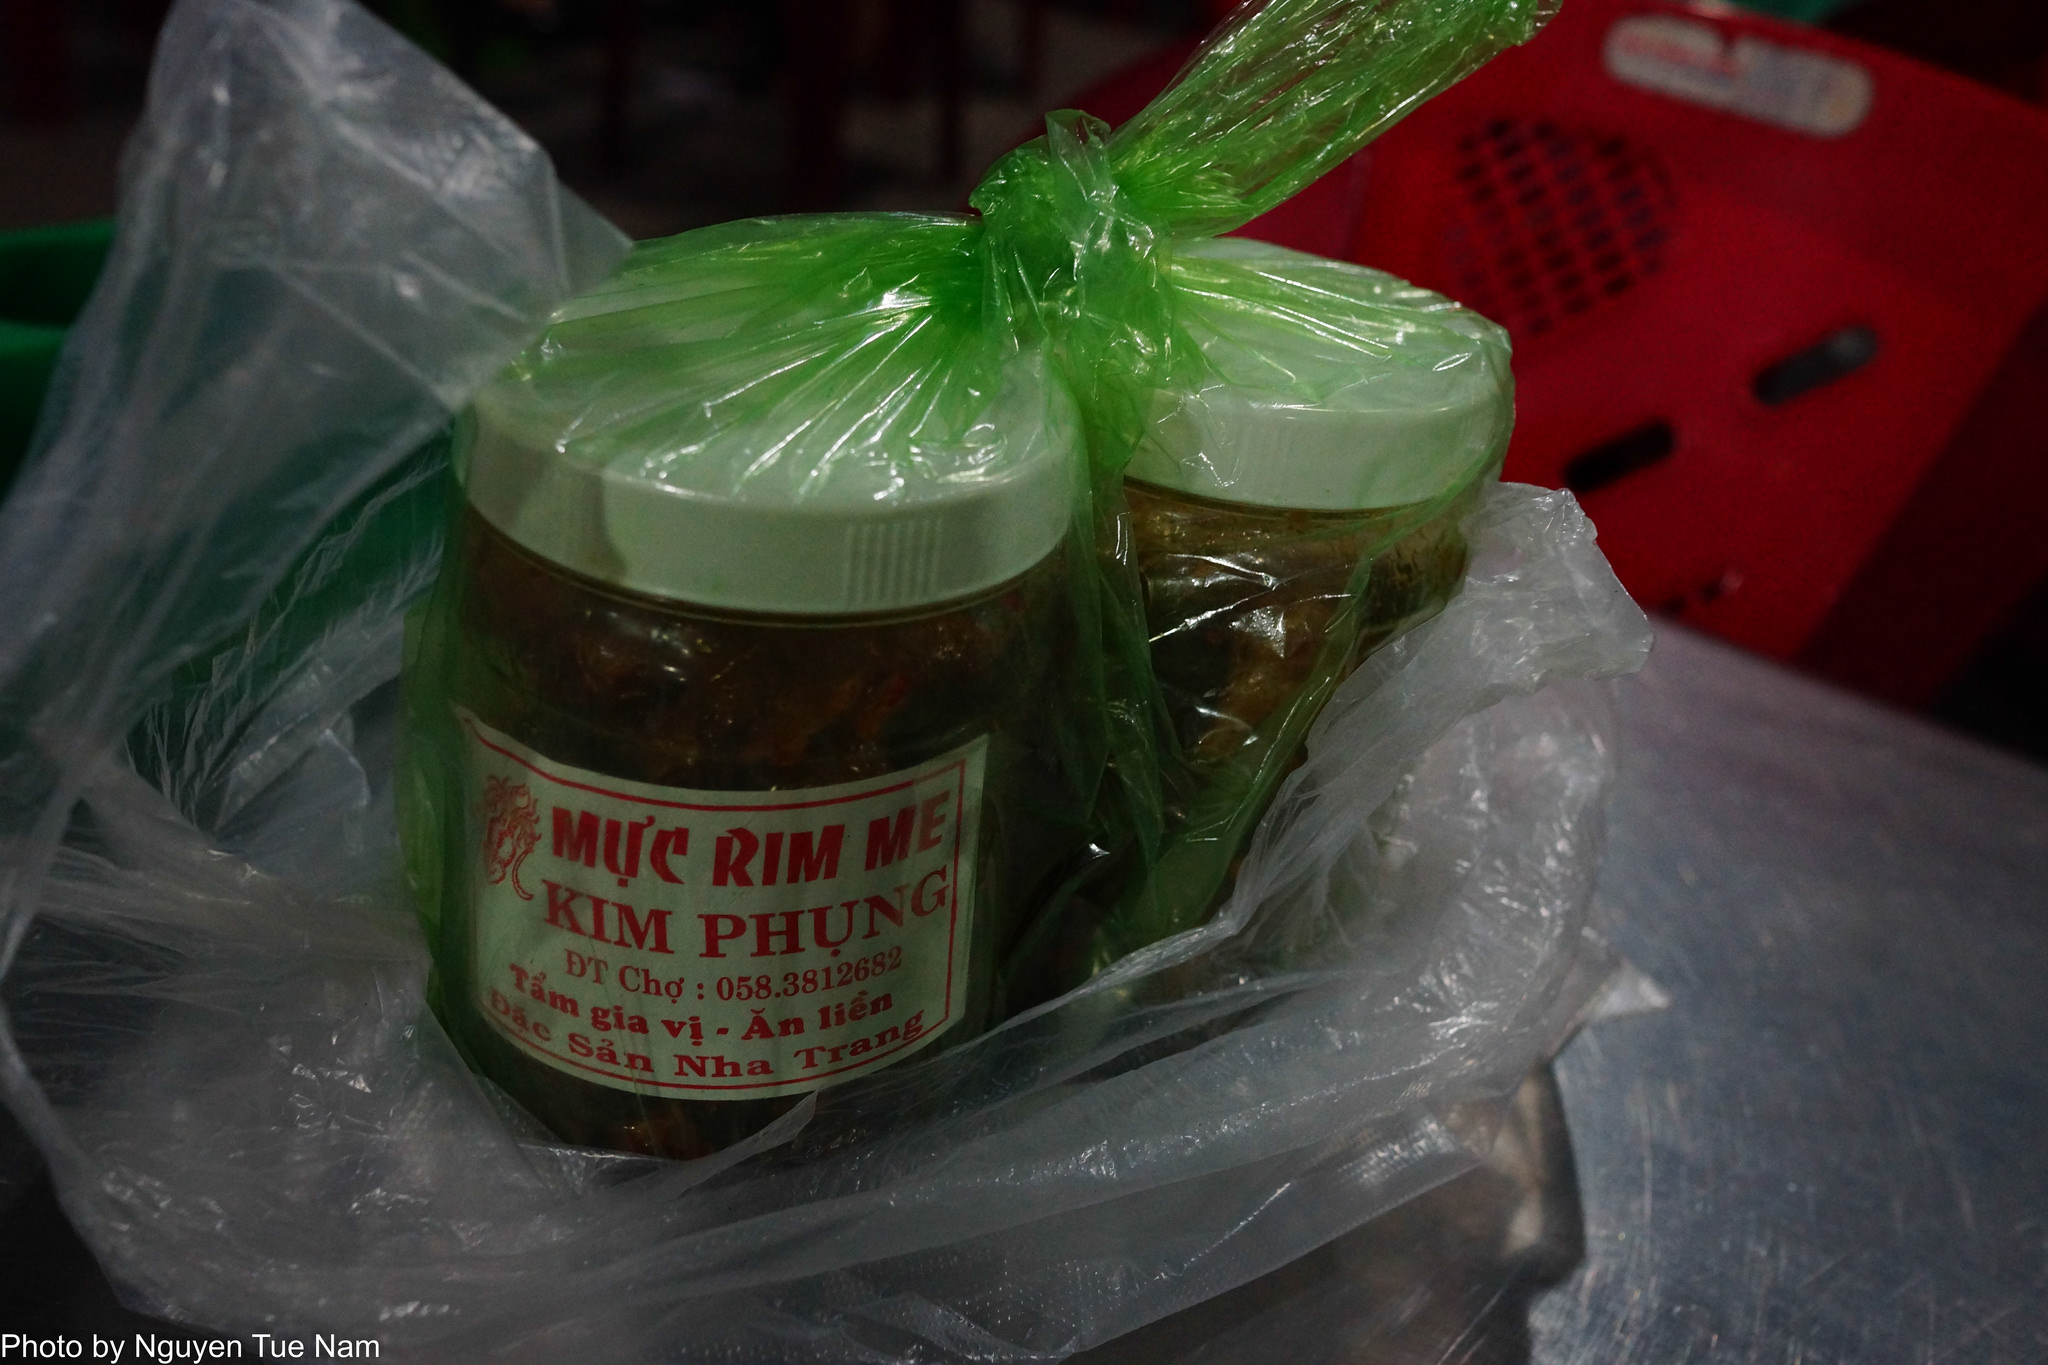 MỰC RIM ME
KIM PHỤNG
ĐT Chợ : 058.3812682
Tẩm gia vị - Ăn liền
Đặc Sản Nha Trang
Photo by Nguyen Tue Nam